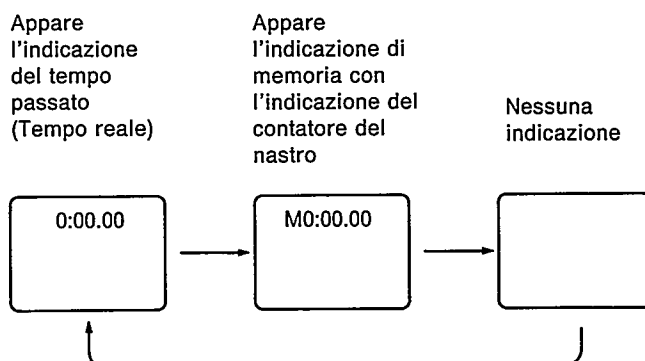 Appare
l'indicazione
del tempo
passato
(Tempo reale)
Appare
l'indicazione di
memoria con
l'indicazione del
contatore del
nastro
Nessuna
indicazione
0:00.00
M0:00.00